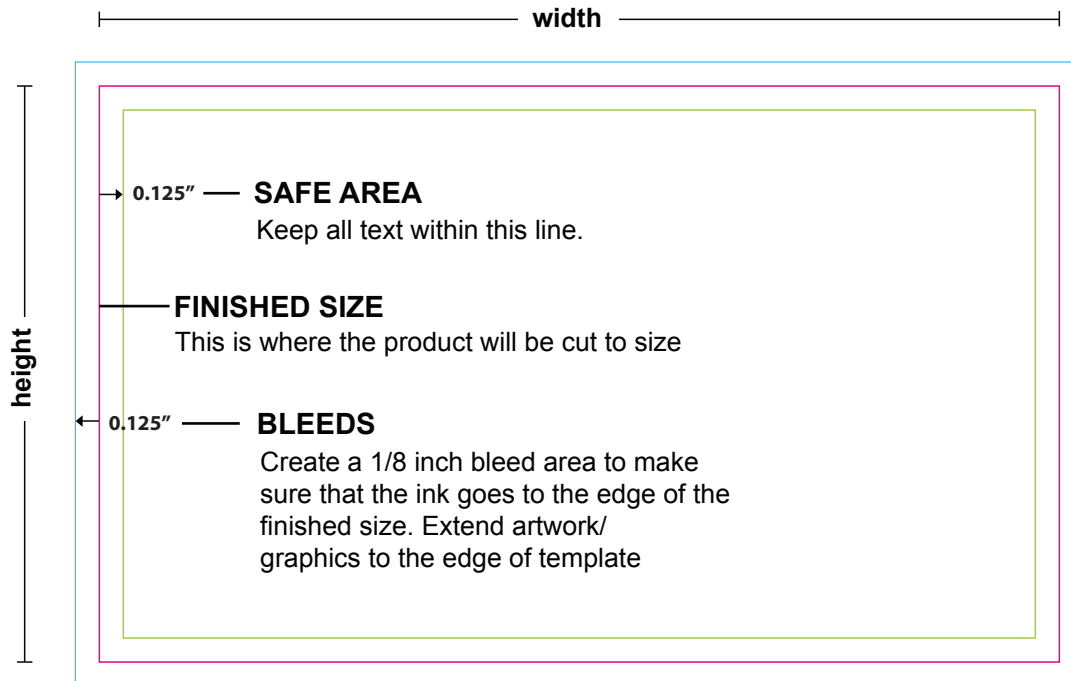 width
height
0.125″
SAFE AREA
Keep all text within this line.
FINISHED SIZE
This is where the product will be cut to size
0.125″
BLEEDS
Create a 1/8 inch bleed area to make
sure that the ink goes to the edge of the
finished size. Extend artwork/
graphics to the edge of template